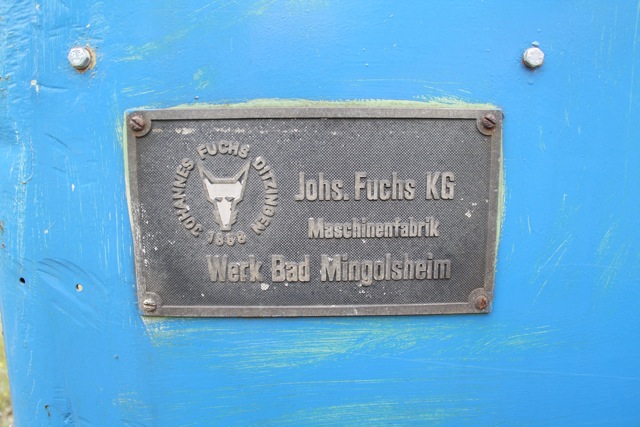 JOHANNES FUCHS DITZINGEN
1888
Johs. Fuchs KG
Maschinenfabrik
Werk Bad Mingolsheim